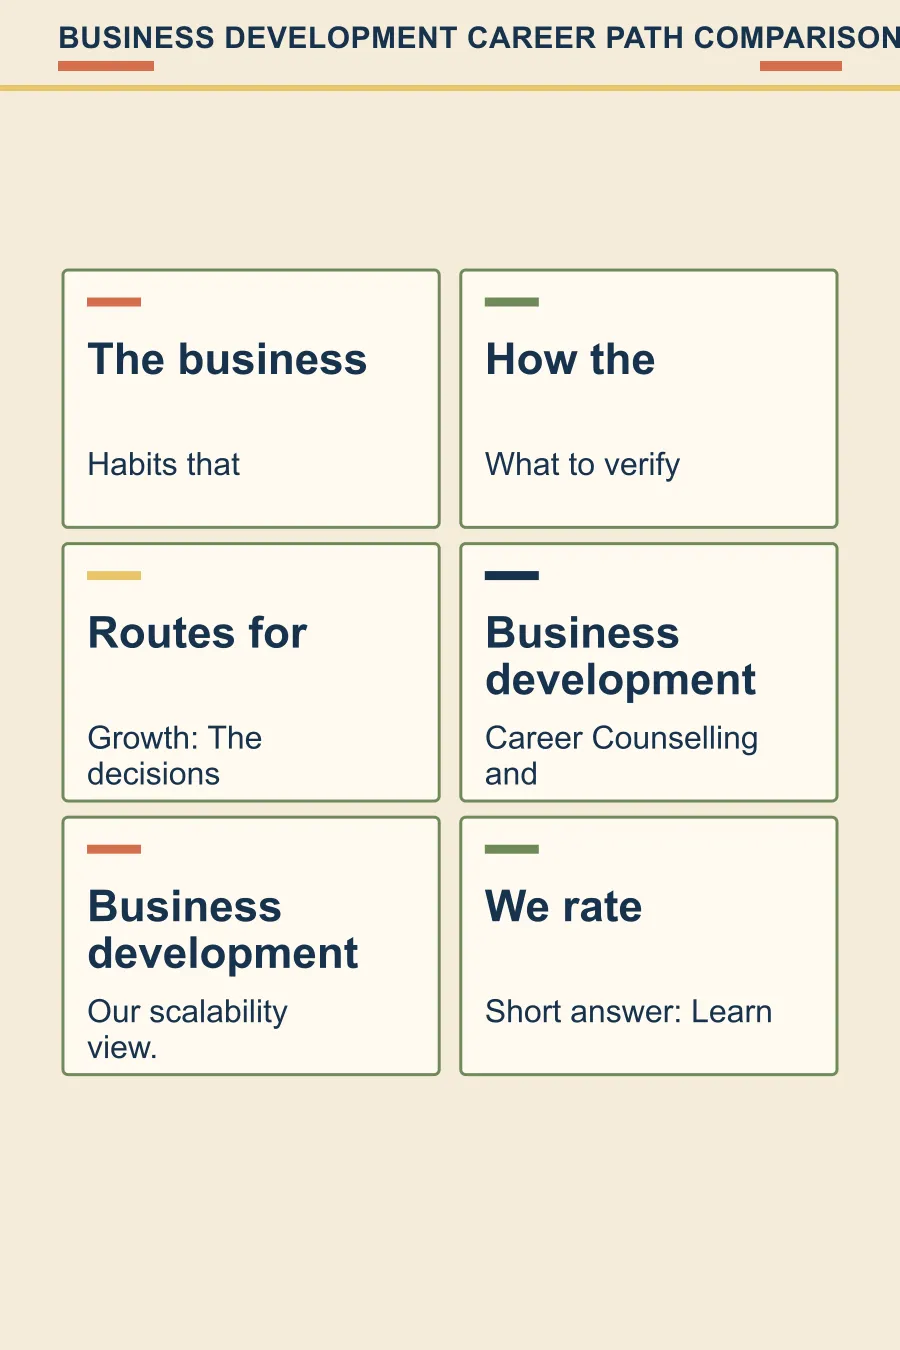 BUSINESS DEVELOPMENT CAREER PATH COMPARISON
The business
Habits that
How the
What to verify
Routes for
Growth: The
decisions
Business
development
Career Counselling
and
Business
development
Our scalability
view.
We rate
Short answer: Learn